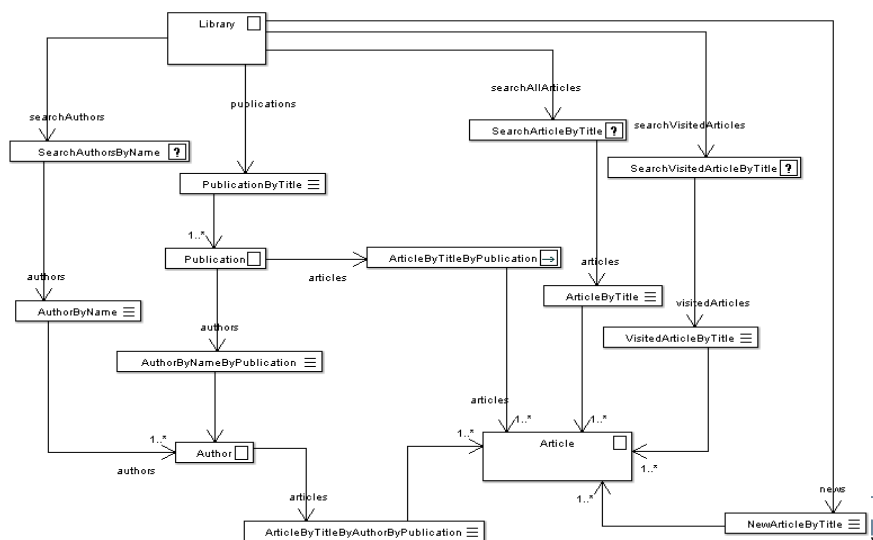 Library
searchAllArticles
publications
searchAuthors
searchVisitedArticles
SearchArticleByTitle ?
SearchAuthorsByName ?
SearchVisitedArticleByTitle ?
PublicationByTitle
1..*
Publication
ArticleByTitleByPublication
articles
articles
authors
ArticleByTitle
visitedArticles
AuthorByName
authors
VisitedArticleByTitle
AuthorByNameByPublication
articles
1..*
1..*
1..*
1..*
Author
Article
authors
1..*
news
articles
1..*
NewArticleByTitle
ArticleByTitleByAuthorByPublication